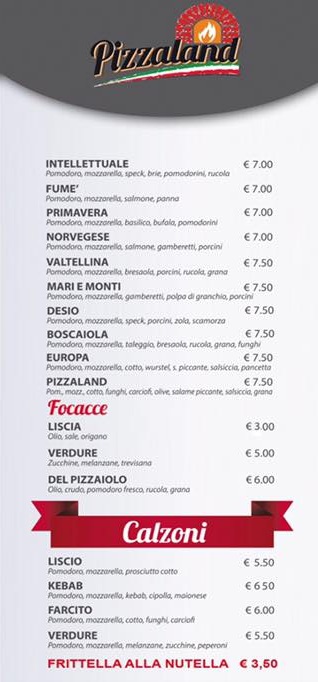 Pizzaland
INTELLETTUALE € 7.00
Pomodoro, mozzarella, speck, brie, pomodorini, rucola
FUME' € 7.00
Pomodoro, mozzarella, salmone, panna
PRIMAVERA € 7.00
Pomodoro, mozzarella, basilico, bufala, pomodorini
NORVEGESE € 7.00
Pomodoro, mozzarella, salmone, gamberetti, porcini
VALTELLINA € 7.50
Pomodoro, mozzarella, bresaola, porcini, rucola, grana
MARI E MONTI € 7.50
Pomodoro, mozzarella, gamberetti, polpa di granchio, porcini
DESIO € 7.50
Pomodoro, mozzarella, speck, porcini, zola, scamorza
BOSCAIOLA € 7.50
Pomodoro, mozzarella, taleggio, bresaola, rucola, grana, funghi
EUROPA € 7.50
Pomodoro, mozzarella, cotto, wurstel, s. piccante, salsiccia, pancetta
PIZZALAND € 7.50
Pom., mozz., cotto, funghi, carciofi, olive, salame piccante, salsiccia, grana
Focacce
LISCIA € 3.00
Olio, sale, origano
VERDURE € 5.00
Zucchine, melanzane, trevisana
DEL PIZZAIOLO € 6.00
Olio, crudo, pomodoro fresco, rucola, grana
Calzoni
LISCIO € 5.50
Pomodoro, mozzarella, prosciutto cotto
KEBAB € 6 50
Pomodoro, mozzarella, kebab, cipolla, maionese
FARCITO € 6.00
Pomodoro, mozzarella, cotto, funghi, carciofi
VERDURE € 5.50
Pomodoro, mozzarella, melanzane, zucchine, peperoni
FRITTELLA ALLA NUTELLA € 3,50